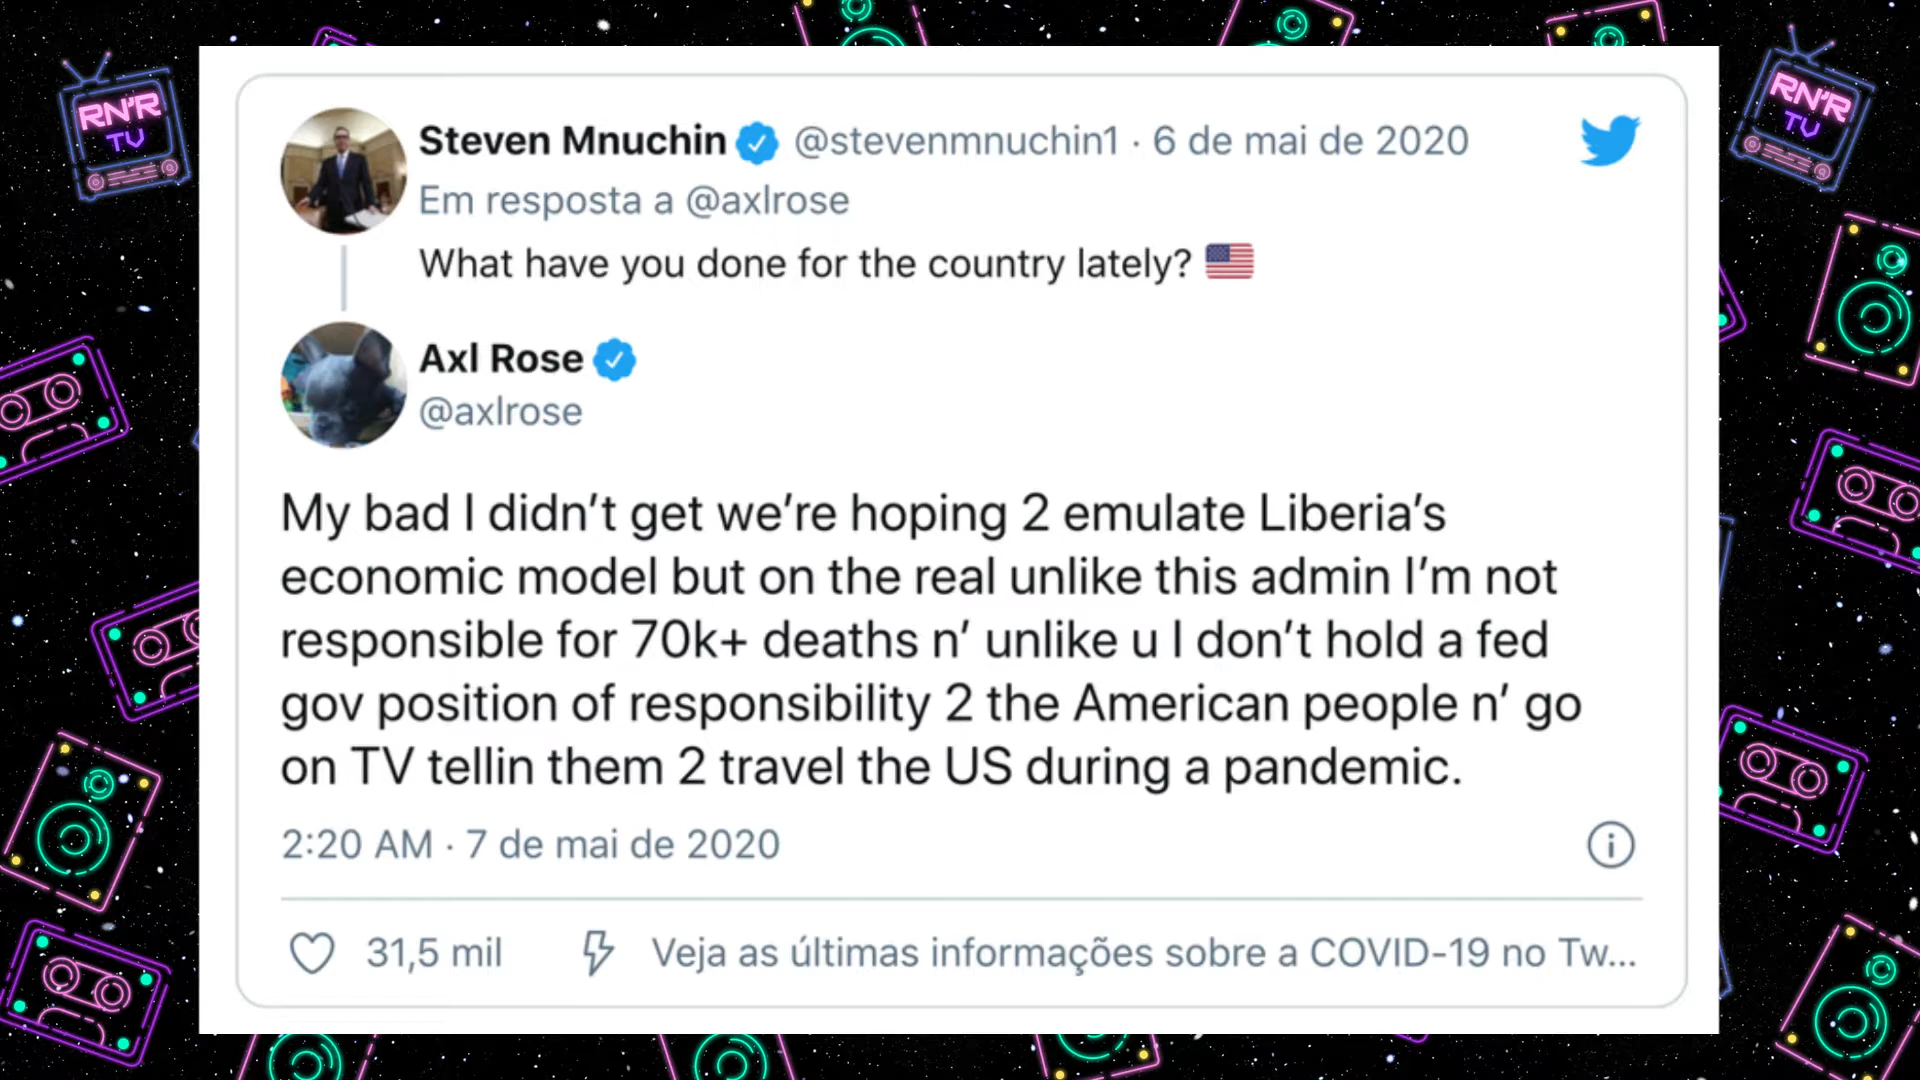 RN'R
TV
RN'R
TV
Steven Mnuchin @stevenmnuchin1 · 6 de mai de 2020
Em resposta a @axlrose
What have you done for the country lately? 🇺🇸
Axl Rose
@axlrose
My bad I didn’t get we’re hoping 2 emulate Liberia’s
economic model but on the real unlike this admin I’m not
responsible for 70k+ deaths n’ unlike u I don’t hold a fed
gov position of responsibility 2 the American people n’ go
on TV tellin them 2 travel the US during a pandemic.
2:20 AM · 7 de mai de 2020
31,5 mil Veja as últimas informações sobre a COVID-19 no Tw...